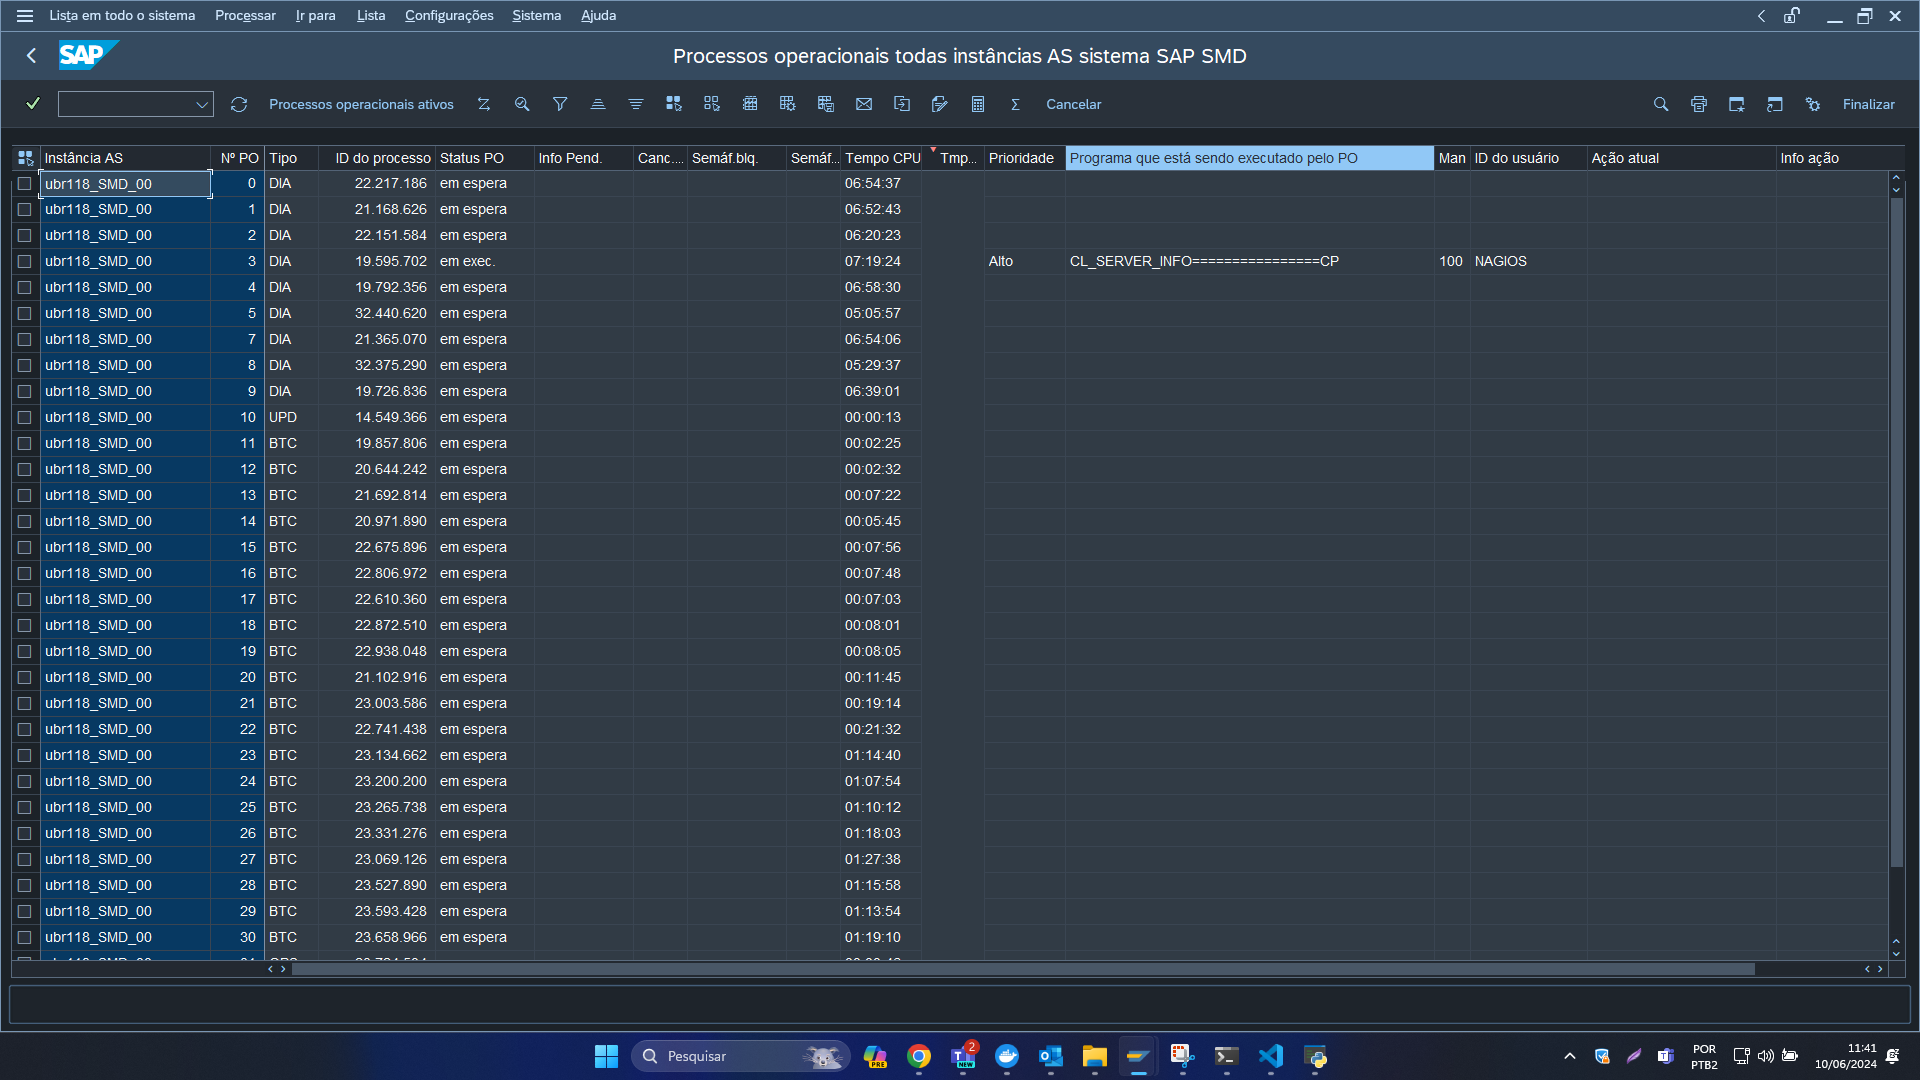 Lista em todo o sistema Processar Ir para Lista Configurações Sistema Ajuda
SAP Processos operacionais todas instâncias AS sistema SAP SMD
Processos operacionais ativos Cancelar Finalizar
Instância AS Nº PO Tipo ID do processo Status PO Info Pend. Canc.... Semáf.blq. Semáf... Tempo CPU Tmp... Prioridade Programa que está sendo executado pelo PO Man ID do usuário Ação atual Info ação
ubr118_SMD_00 0 DIA 22.217.186 em espera 06:54:37
ubr118_SMD_00 1 DIA 21.168.626 em espera 06:52:43
ubr118_SMD_00 2 DIA 22.151.584 em espera 06:20:23
ubr118_SMD_00 3 DIA 19.595.702 em exec. 07:19:24 Alto CL_SERVER_INFO================CP 100 NAGIOS
ubr118_SMD_00 4 DIA 19.792.356 em espera 06:58:30
ubr118_SMD_00 5 DIA 32.440.620 em espera 05:05:57
ubr118_SMD_00 7 DIA 21.365.070 em espera 06:54:06
ubr118_SMD_00 8 DIA 32.375.290 em espera 05:29:37
ubr118_SMD_00 9 DIA 19.726.836 em espera 06:39:01
ubr118_SMD_00 10 UPD 14.549.366 em espera 00:00:13
ubr118_SMD_00 11 BTC 19.857.806 em espera 00:02:25
ubr118_SMD_00 12 BTC 20.644.242 em espera 00:02:32
ubr118_SMD_00 13 BTC 21.692.814 em espera 00:07:22
ubr118_SMD_00 14 BTC 20.971.890 em espera 00:05:45
ubr118_SMD_00 15 BTC 22.675.896 em espera 00:07:56
ubr118_SMD_00 16 BTC 22.806.972 em espera 00:07:48
ubr118_SMD_00 17 BTC 22.610.360 em espera 00:07:03
ubr118_SMD_00 18 BTC 22.872.510 em espera 00:08:01
ubr118_SMD_00 19 BTC 22.938.048 em espera 00:08:05
ubr118_SMD_00 20 BTC 21.102.916 em espera 00:11:45
ubr118_SMD_00 21 BTC 23.003.586 em espera 00:19:14
ubr118_SMD_00 22 BTC 22.741.438 em espera 00:21:32
ubr118_SMD_00 23 BTC 23.134.662 em espera 01:14:40
ubr118_SMD_00 24 BTC 23.200.200 em espera 01:07:54
ubr118_SMD_00 25 BTC 23.265.738 em espera 01:10:12
ubr118_SMD_00 26 BTC 23.331.276 em espera 01:18:03
ubr118_SMD_00 27 BTC 23.069.126 em espera 01:27:38
ubr118_SMD_00 28 BTC 23.527.890 em espera 01:15:58
ubr118_SMD_00 29 BTC 23.593.428 em espera 01:13:54
ubr118_SMD_00 30 BTC 23.658.966 em espera 01:19:10
Pesquisar PRE 2 NEW POR 11:41
PTB2 10/06/2024